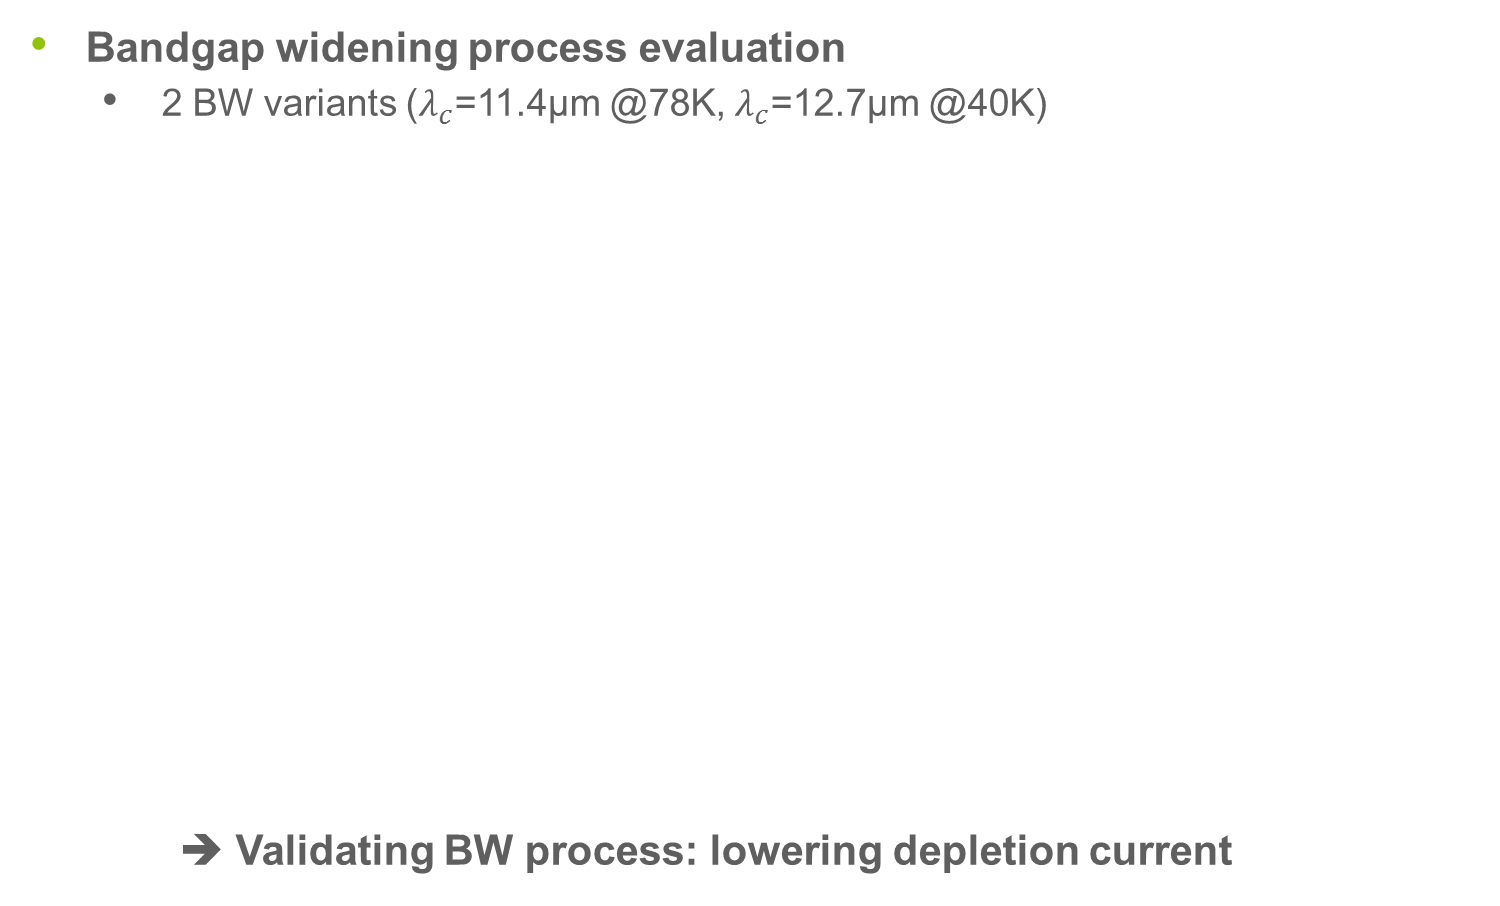 • Bandgap widening process evaluation
• 2 BW variants (λc=11.4µm @78K, λc=12.7µm @40K)
➔ Validating BW process: lowering depletion current